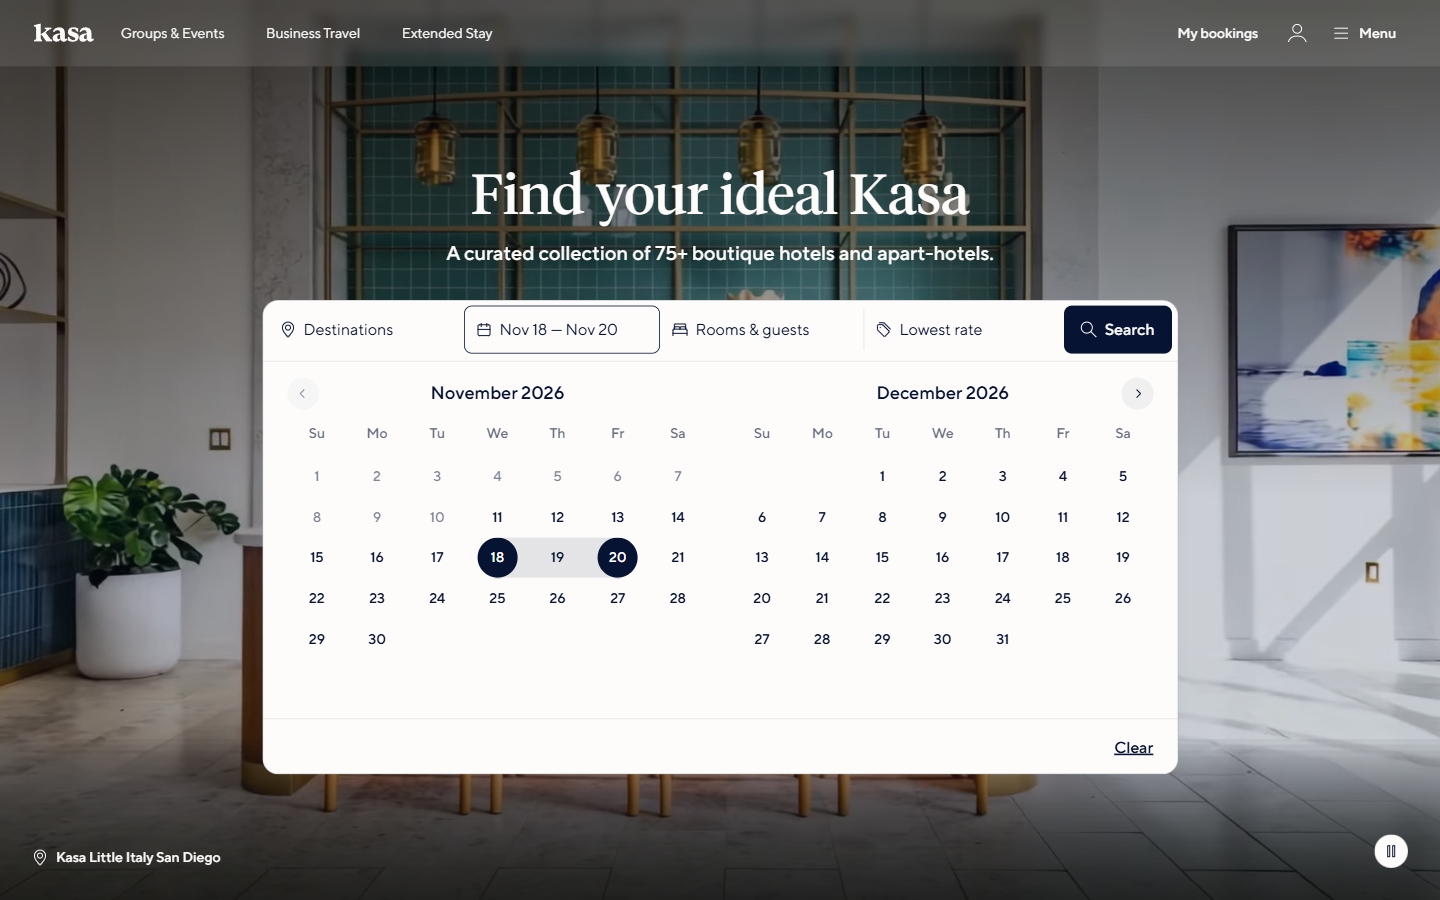 kasa Groups & Events Business Travel Extended Stay My bookings Menu
Find your ideal Kasa
A curated collection of 75+ boutique hotels and apart-hotels.
Destinations Nov 18 — Nov 20 Rooms & guests Lowest rate Search
November 2026 December 2026
Su Mo Tu We Th Fr Sa Su Mo Tu We Th Fr Sa
1 2 3 4 5 6 7 1 2 3 4 5
8 9 10 11 12 13 14 6 7 8 9 10 11 12
15 16 17 18 19 20 21 13 14 15 16 17 18 19
22 23 24 25 26 27 28 20 21 22 23 24 25 26
29 30 27 28 29 30 31
Clear
Kasa Little Italy San Diego